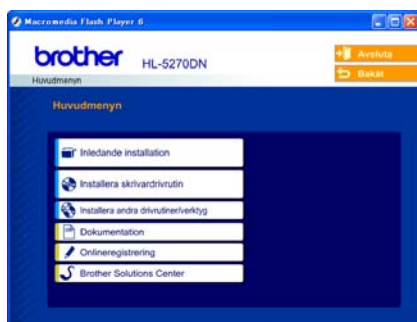 Macromedia Flash Player 6
brother HL-5270DN
Avsluta
Bakåt
Huvudmenyn
Huvudmenyn
Inledande installation
Installera skrivardrivrutin
Installera andra drivrutiner/verktyg
Dokumentation
Onlineregistrering
Brother Solutions Center